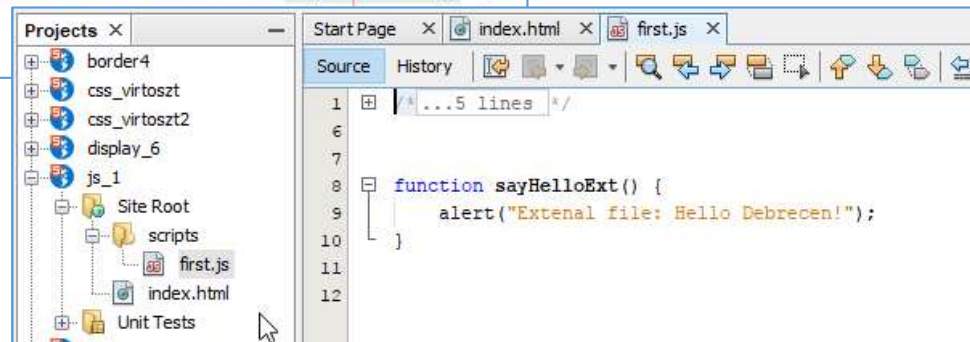 Projects
border4
css_virtoszt
css_virtoszt2
display_6
js_1
Site Root
scripts
first.js
index.html
Unit Tests
Start Page index.html first.js
Source History
1 /*...5 lines */
6
7
8 function sayHelloExt() {
9 alert("Extenal file: Hello Debrecen!");
10 }
11
12